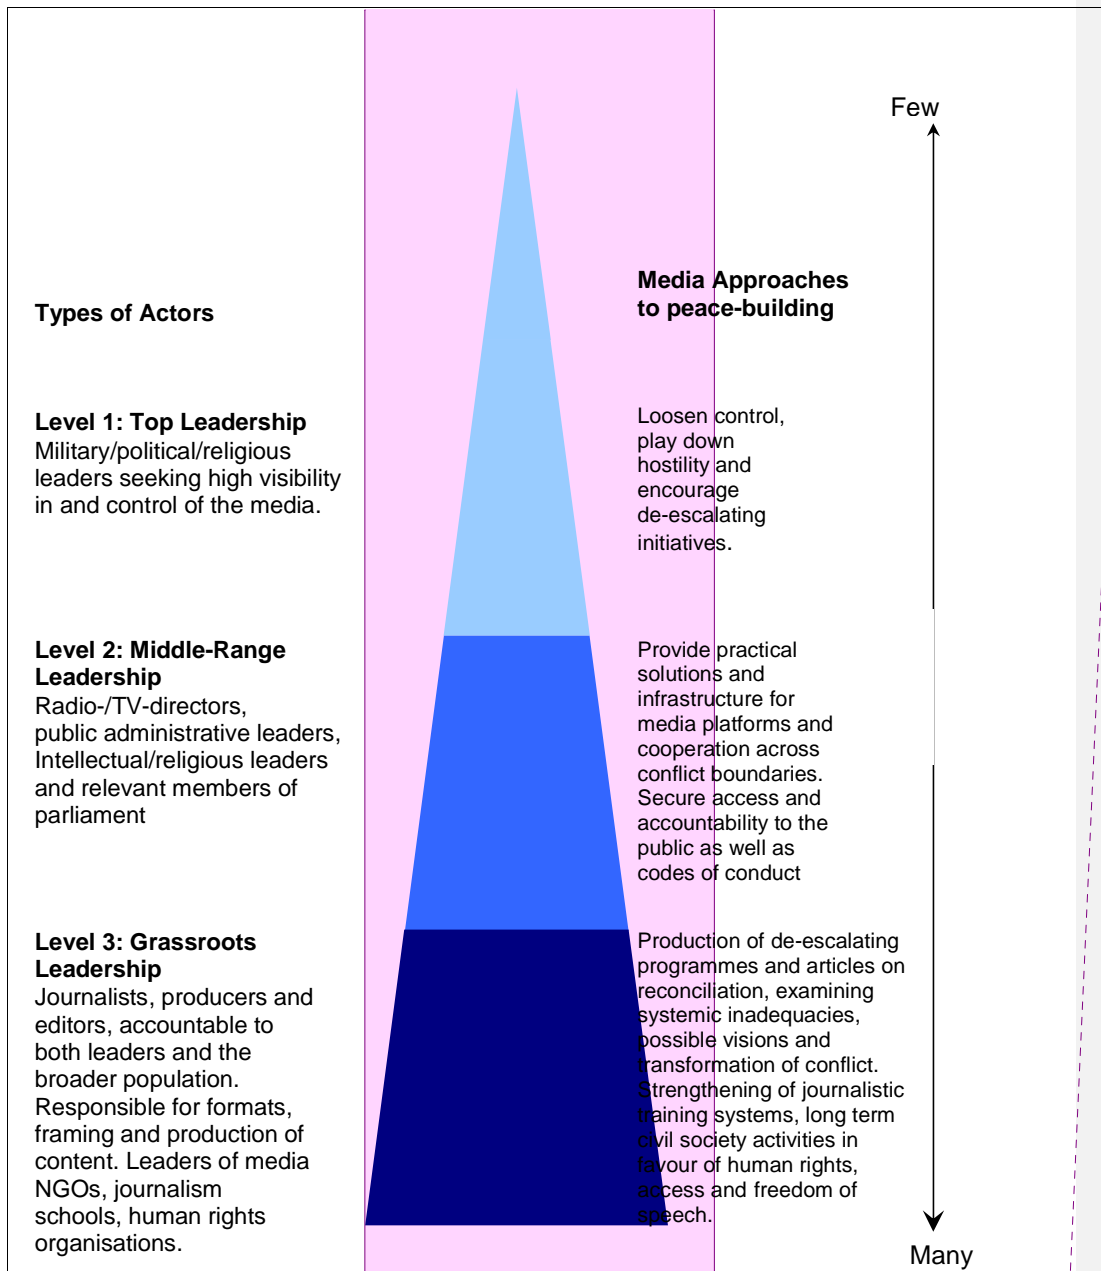 Few
Media Approaches
to peace-building
Types of Actors
Level 1: Top Leadership
Military/political/religious
leaders seeking high visibility
in and control of the media.
Loosen control,
play down
hostility and
encourage
de-escalating
initiatives.
Level 2: Middle-Range
Leadership
Radio-/TV-directors,
public administrative leaders,
Intellectual/religious leaders
and relevant members of
parliament
Provide practical
solutions and
infrastructure for
media platforms and
cooperation across
conflict boundaries.
Secure access and
accountability to the
public as well as
codes of conduct
Level 3: Grassroots
Leadership
Journalists, producers and
editors, accountable to
both leaders and the
broader population.
Responsible for formats,
framing and production of
content. Leaders of media
NGOs, journalism
schools, human rights
organisations.
Production of de-escalating
programmes and articles on
reconciliation, examining
systemic inadequacies,
possible visions and
transformation of conflict.
Strengthening of journalistic
training systems, long term
civil society activities in
favour of human rights,
access and freedom of
speech.
Many